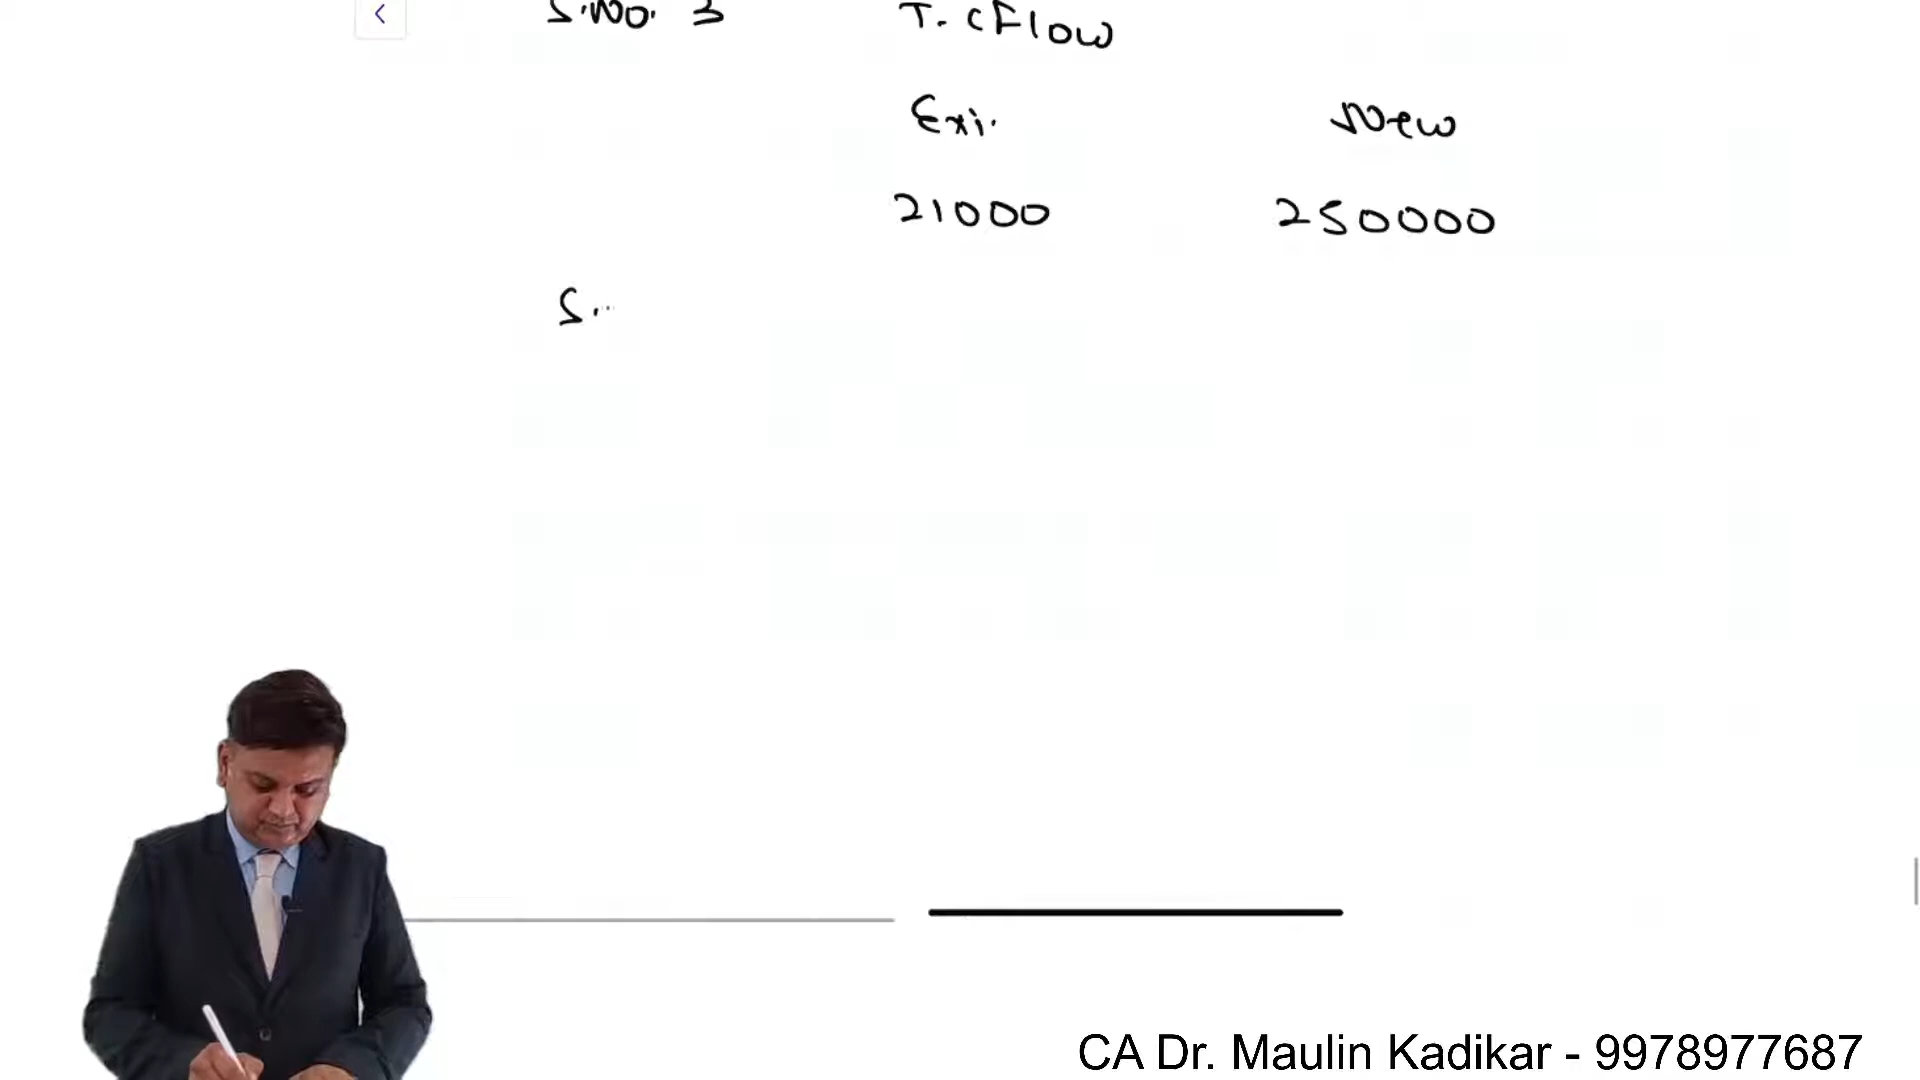 S.No. 3 T. CFlow
Exi. New
21000 250000
S..
CA Dr. Maulin Kadikar - 9978977687